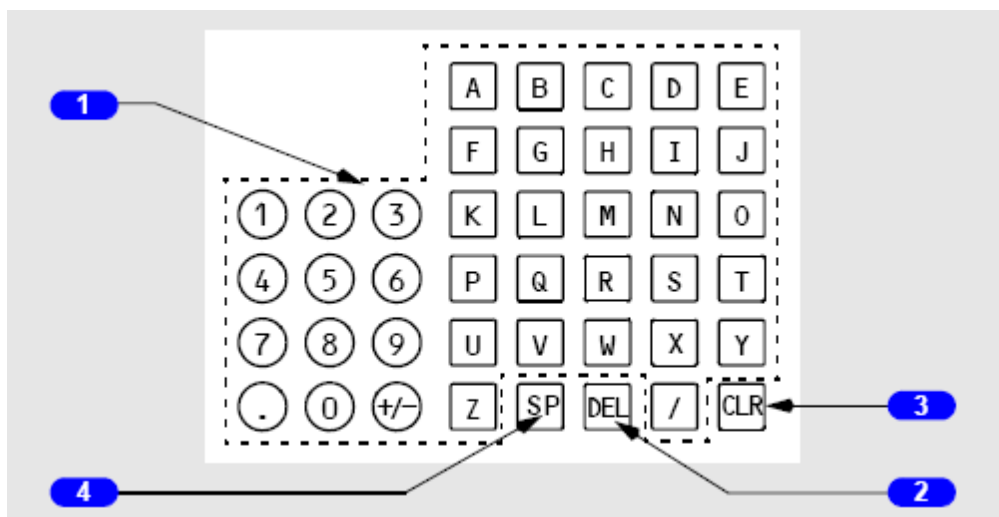 A B C D E
1
F G H I J
1 2 3 K L M N O
4 5 6 P Q R S T
7 8 9 U V W X Y
. 0 +/- Z SP DEL / CLR
3
4
2